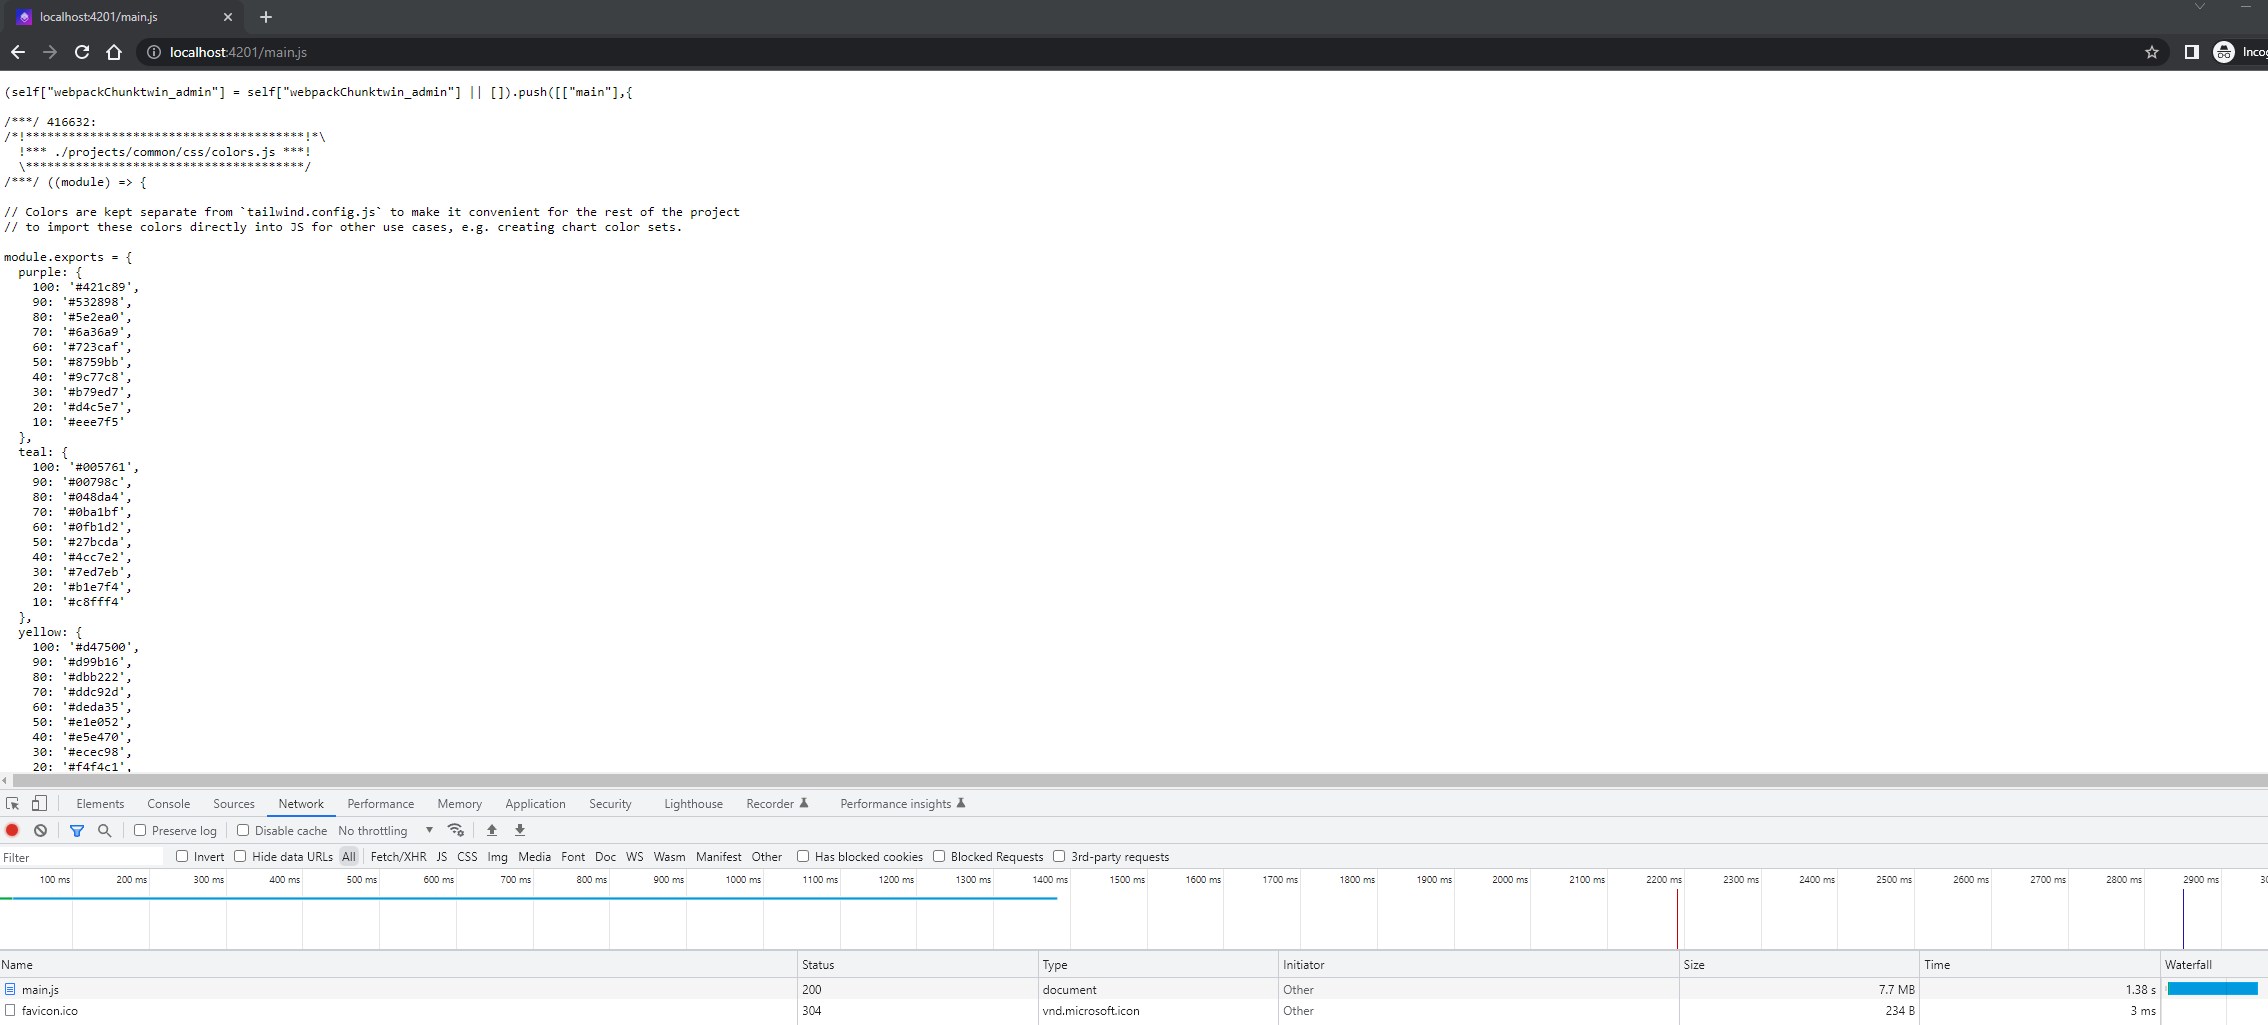 localhost:4201/main.js
localhost:4201/main.js
(self["webpackChunktwin_admin"] = self["webpackChunktwin_admin"] || []).push([["main"],{
/***/ 416632:
/*!***************************************!*\
  !*** ./projects/common/css/colors.js ***!
  \***************************************/
/***/ ((module) => {
// Colors are kept separate from `tailwind.config.js` to make it convenient for the rest of the project
// to import these colors directly into JS for other use cases, e.g. creating chart color sets.
module.exports = {
  purple: {
    100: '#421c89',
    90: '#532898',
    80: '#5e2ea0',
    70: '#6a36a9',
    60: '#723caf',
    50: '#8759bb',
    40: '#9c77c8',
    30: '#b79ed7',
    20: '#d4c5e7',
    10: '#eee7f5'
  },
  teal: {
    100: '#005761',
    90: '#00798c',
    80: '#048da4',
    70: '#0ba1bf',
    60: '#0fb1d2',
    50: '#27bcda',
    40: '#4cc7e2',
    30: '#7ed7eb',
    20: '#b1e7f4',
    10: '#c8fff4'
  },
  yellow: {
    100: '#d47500',
    90: '#d99b16',
    80: '#dbb222',
    70: '#ddc92d',
    60: '#deda35',
    50: '#e1e052',
    40: '#e5e470',
    30: '#ecec98',
    20: '#f4f4c1',
Elements Console Sources Network Performance Memory Application Security Lighthouse Recorder Performance insights
Preserve log Disable cache No throttling
Filter Invert Hide data URLs All Fetch/XHR JS CSS Img Media Font Doc WS Wasm Manifest Other Has blocked cookies Blocked Requests 3rd-party requests
100 ms 200 ms 300 ms 400 ms 500 ms 600 ms 700 ms 800 ms 900 ms 1000 ms 1100 ms 1200 ms 1300 ms 1400 ms 1500 ms 1600 ms 1700 ms 1800 ms 1900 ms 2000 ms 2100 ms 2200 ms 2300 ms 2400 ms 2500 ms 2600 ms 2700 ms 2800 ms 2900 ms
Name Status Type Initiator Size Time Waterfall
main.js 200 document Other 7.7 MB 1.38 s
favicon.ico 304 vnd.microsoft.icon Other 234 B 3 ms